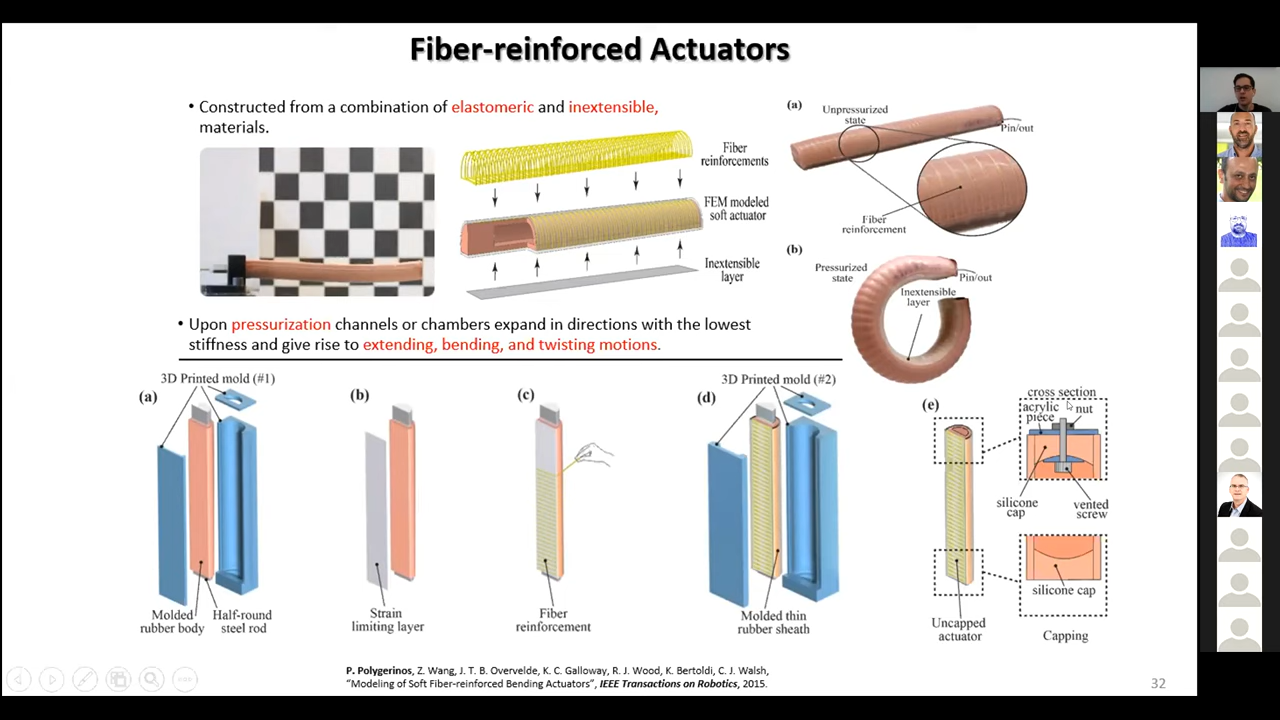 Fiber-reinforced Actuators
• Constructed from a combination of elastomeric and inextensible,
materials.
Fiber
reinforcements
FEM modeled
soft actuator
Inextensible
layer
(a)
Unpressurized
state
Pin/out
Fiber
reinforcement
(b)
Pressurized
state
Pin/out
Inextensible
layer
• Upon pressurization channels or chambers expand in directions with the lowest
stiffness and give rise to extending, bending, and twisting motions.
(a)
3D Printed mold (#1)
Molded
rubber body
Half-round
steel rod
(b)
Strain
limiting layer
(c)
Fiber
reinforcement
(d)
3D Printed mold (#2)
Molded thin
rubber sheath
(e)
cross section
acrylic
piece
nut
silicone
cap
vented
screw
silicone cap
Uncapped
actuator
Capping
P. Polygerinos, Z. Wang, J. T. B. Overvelde, K. C. Galloway, R. J. Wood, K. Bertoldi, C. J. Walsh,
“Modeling of Soft Fiber-reinforced Bending Actuators”, IEEE Transactions on Robotics, 2015.
32